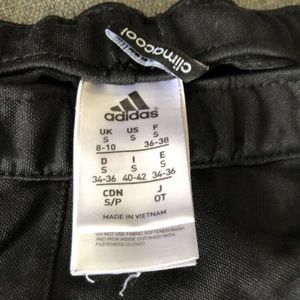 climacool
adidas
UK US F
S S S
8-10 36-38
D I E
S S S
34-36 40-42 34-36
CDN J
S/P OT
MADE IN VIETNAM
DO NOT USE FABRIC SOFTENER/WASH
AND IRON INSIDE OUT/WASH WITH
FASTENERS CLOSED